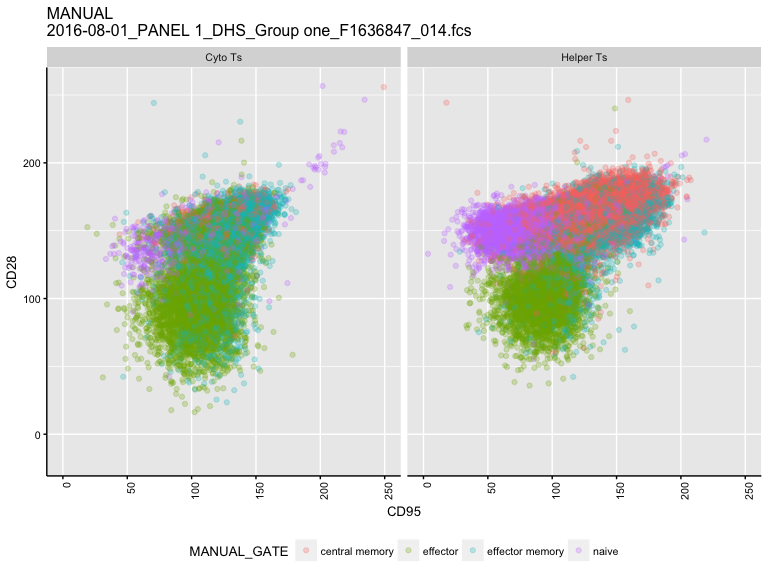 MANUAL
2016-08-01_PANEL 1_DHS_Group one_F1636847_014.fcs
Cyto Ts
Helper Ts
200
100
0
CD28
0 50 100 150 200 250
0 50 100 150 200 250
CD95
MANUAL_GATE central memory effector effector memory naive